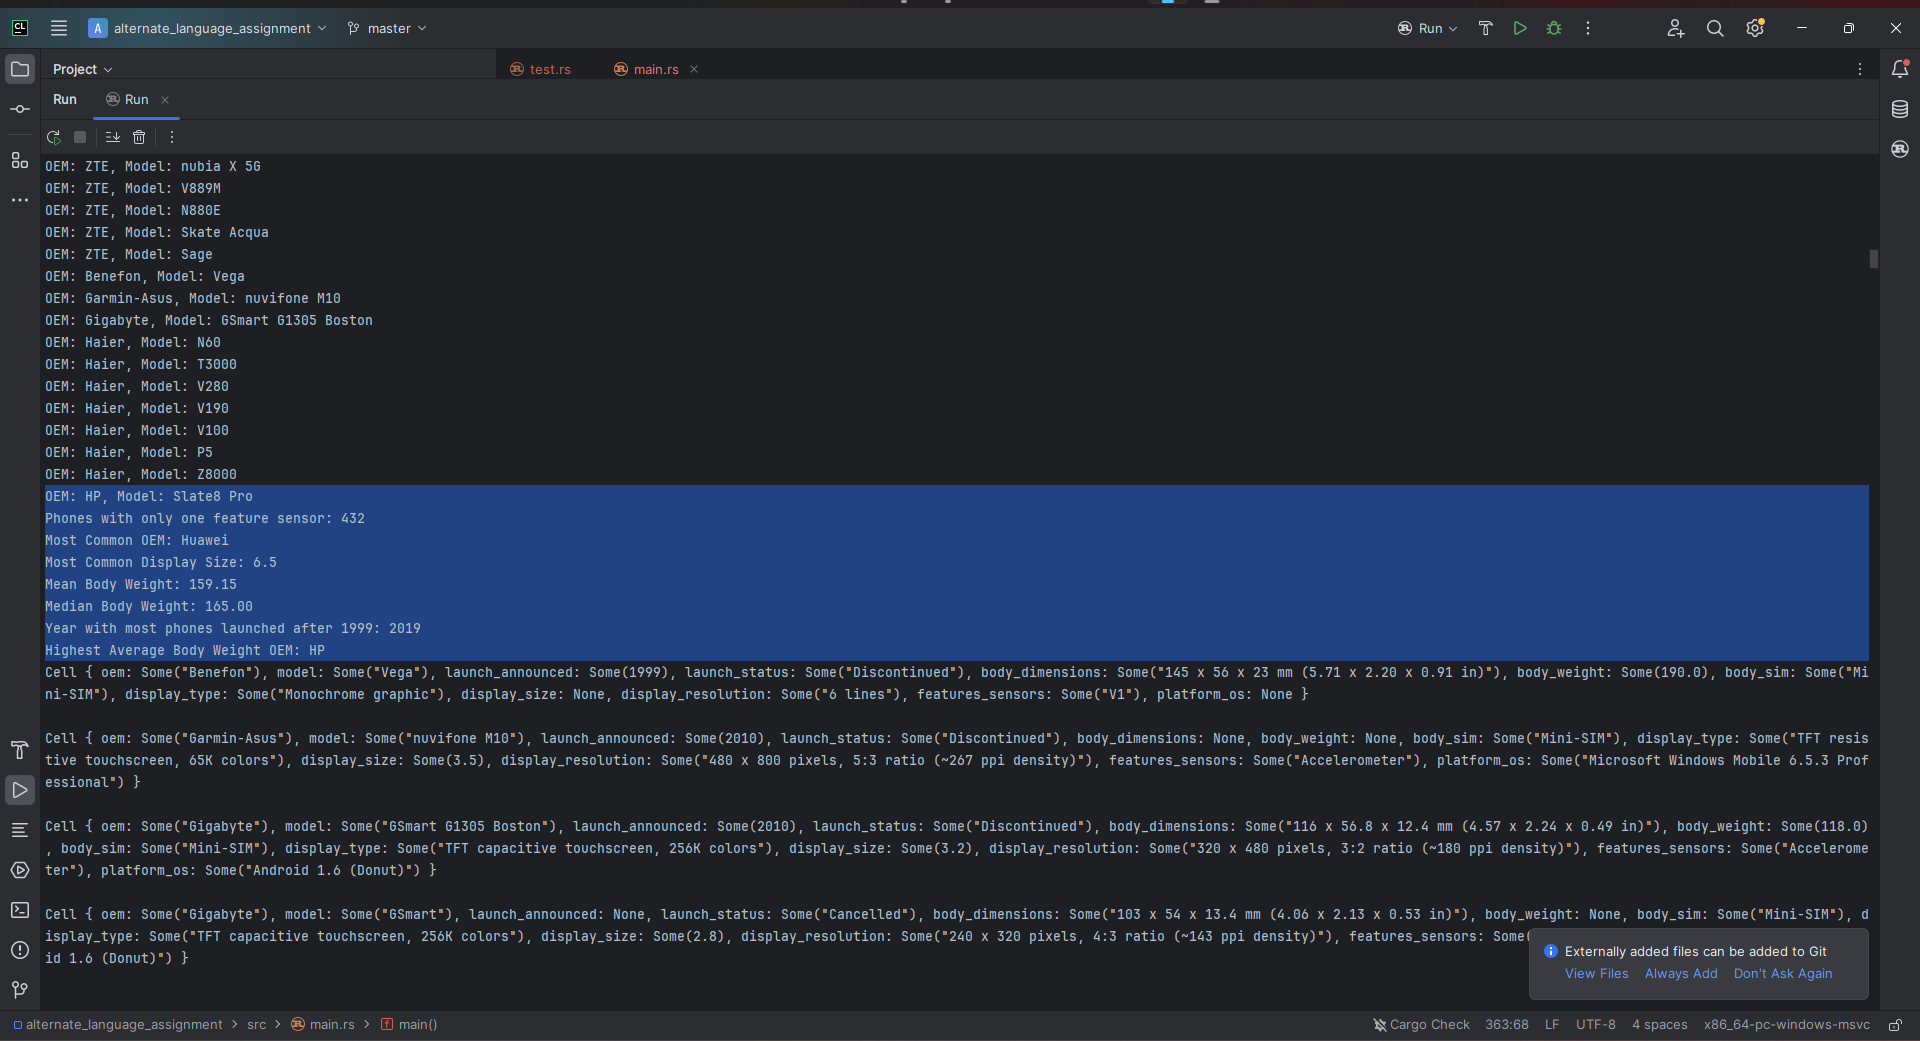 CL
A alternate_language_assignment
master
Run
Project
test.rs
main.rs
Run
Run
OEM: ZTE, Model: nubia X 5G
OEM: ZTE, Model: V889M
OEM: ZTE, Model: N880E
OEM: ZTE, Model: Skate Acqua
OEM: ZTE, Model: Sage
OEM: Benefon, Model: Vega
OEM: Garmin-Asus, Model: nuvifone M10
OEM: Gigabyte, Model: GSmart G1305 Boston
OEM: Haier, Model: N60
OEM: Haier, Model: T3000
OEM: Haier, Model: V280
OEM: Haier, Model: V190
OEM: Haier, Model: V100
OEM: Haier, Model: P5
OEM: Haier, Model: Z8000
OEM: HP, Model: Slate8 Pro
Phones with only one feature sensor: 432
Most Common OEM: Huawei
Most Common Display Size: 6.5
Mean Body Weight: 159.15
Median Body Weight: 165.00
Year with most phones launched after 1999: 2019
Highest Average Body Weight OEM: HP
Cell { oem: Some("Benefon"), model: Some("Vega"), launch_announced: Some(1999), launch_status: Some("Discontinued"), body_dimensions: Some("145 x 56 x 23 mm (5.71 x 2.20 x 0.91 in)"), body_weight: Some(190.0), body_sim: Some("Mi
ni-SIM"), display_type: Some("Monochrome graphic"), display_size: None, display_resolution: Some("6 lines"), features_sensors: Some("V1"), platform_os: None }
Cell { oem: Some("Garmin-Asus"), model: Some("nuvifone M10"), launch_announced: Some(2010), launch_status: Some("Discontinued"), body_dimensions: None, body_weight: None, body_sim: Some("Mini-SIM"), display_type: Some("TFT resis
tive touchscreen, 65K colors"), display_size: Some(3.5), display_resolution: Some("480 x 800 pixels, 5:3 ratio (~267 ppi density)"), features_sensors: Some("Accelerometer"), platform_os: Some("Microsoft Windows Mobile 6.5.3 Prof
essional") }
Cell { oem: Some("Gigabyte"), model: Some("GSmart G1305 Boston"), launch_announced: Some(2010), launch_status: Some("Discontinued"), body_dimensions: Some("116 x 56.8 x 12.4 mm (4.57 x 2.24 x 0.49 in)"), body_weight: Some(118.0)
, body_sim: Some("Mini-SIM"), display_type: Some("TFT capacitive touchscreen, 256K colors"), display_size: Some(3.2), display_resolution: Some("320 x 480 pixels, 3:2 ratio (~180 ppi density)"), features_sensors: Some("Accelerome
ter"), platform_os: Some("Android 1.6 (Donut)") }
Cell { oem: Some("Gigabyte"), model: Some("GSmart"), launch_announced: None, launch_status: Some("Cancelled"), body_dimensions: Some("103 x 54 x 13.4 mm (4.06 x 2.13 x 0.53 in)"), body_weight: None, body_sim: Some("Mini-SIM"), d
isplay_type: Some("TFT capacitive touchscreen, 256K colors"), display_size: Some(2.8), display_resolution: Some("240 x 320 pixels, 4:3 ratio (~143 ppi density)"), features_sensors: Some(
id 1.6 (Donut)") }
Externally added files can be added to Git
View Files Always Add Don't Ask Again
alternate_language_assignment > src > main.rs > main()
Cargo Check 363:68 LF UTF-8 4 spaces x86_64-pc-windows-msvc